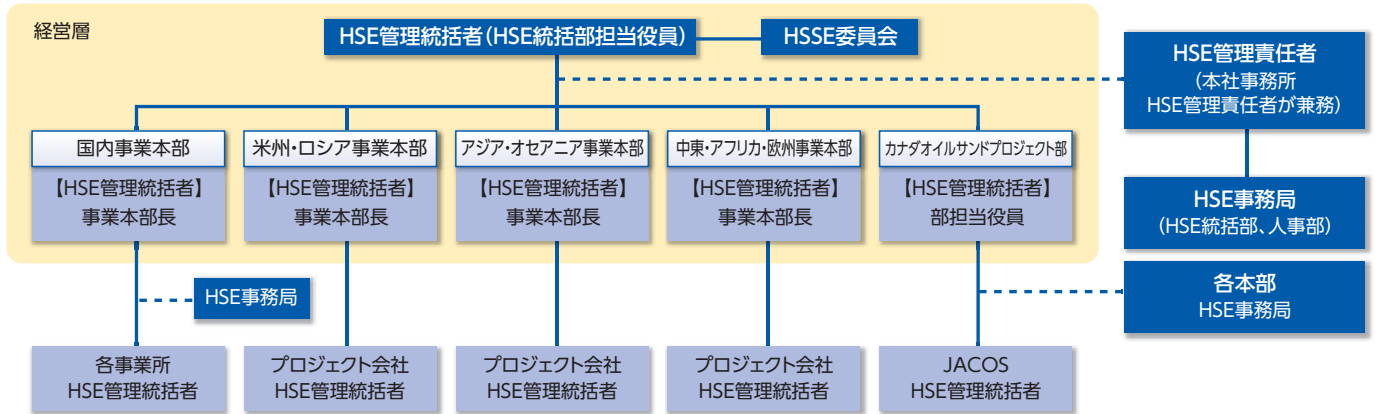 経営層
HSE管理統括者(HSE統括部担当役員)
HSSE委員会
HSE管理責任者
(本社事務所
HSE管理責任者が兼務)
国内事業本部
【HSE管理統括者】
事業本部長
米州・ロシア事業本部
【HSE管理統括者】
事業本部長
アジア・オセアニア事業本部
【HSE管理統括者】
事業本部長
中東・アフリカ・欧州事業本部
【HSE管理統括者】
事業本部長
カナダオイルサンドプロジェクト部
【HSE管理統括者】
部担当役員
HSE事務局
(HSE統括部、人事部)
HSE事務局
各本部
HSE事務局
各事業所
HSE管理統括者
プロジェクト会社
HSE管理統括者
プロジェクト会社
HSE管理統括者
プロジェクト会社
HSE管理統括者
JACOS
HSE管理統括者